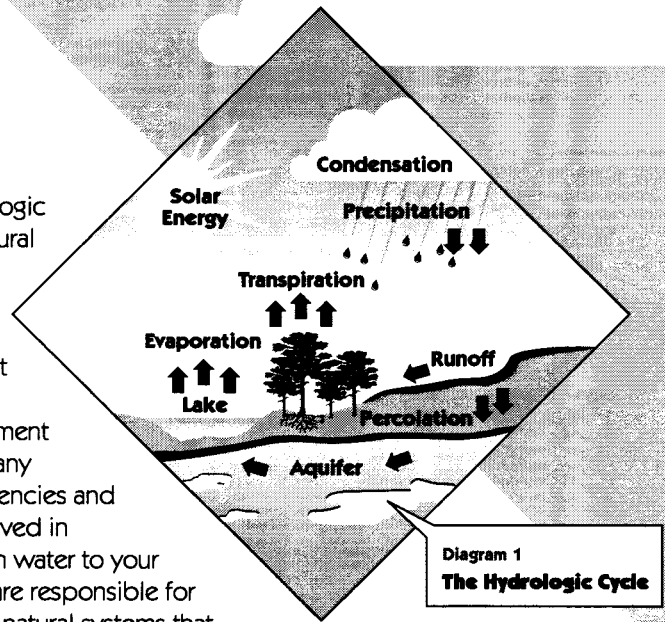 ogic
ural
t
ment
any
encies and
ved in
n water to your
are responsible for
natural systems that
Condensation
Solar
Energy
Precipitation
Transpiration
Evaporation
Runoff
Lake
Percolation
Aquifer
Diagram 1
The Hydrologic Cycle